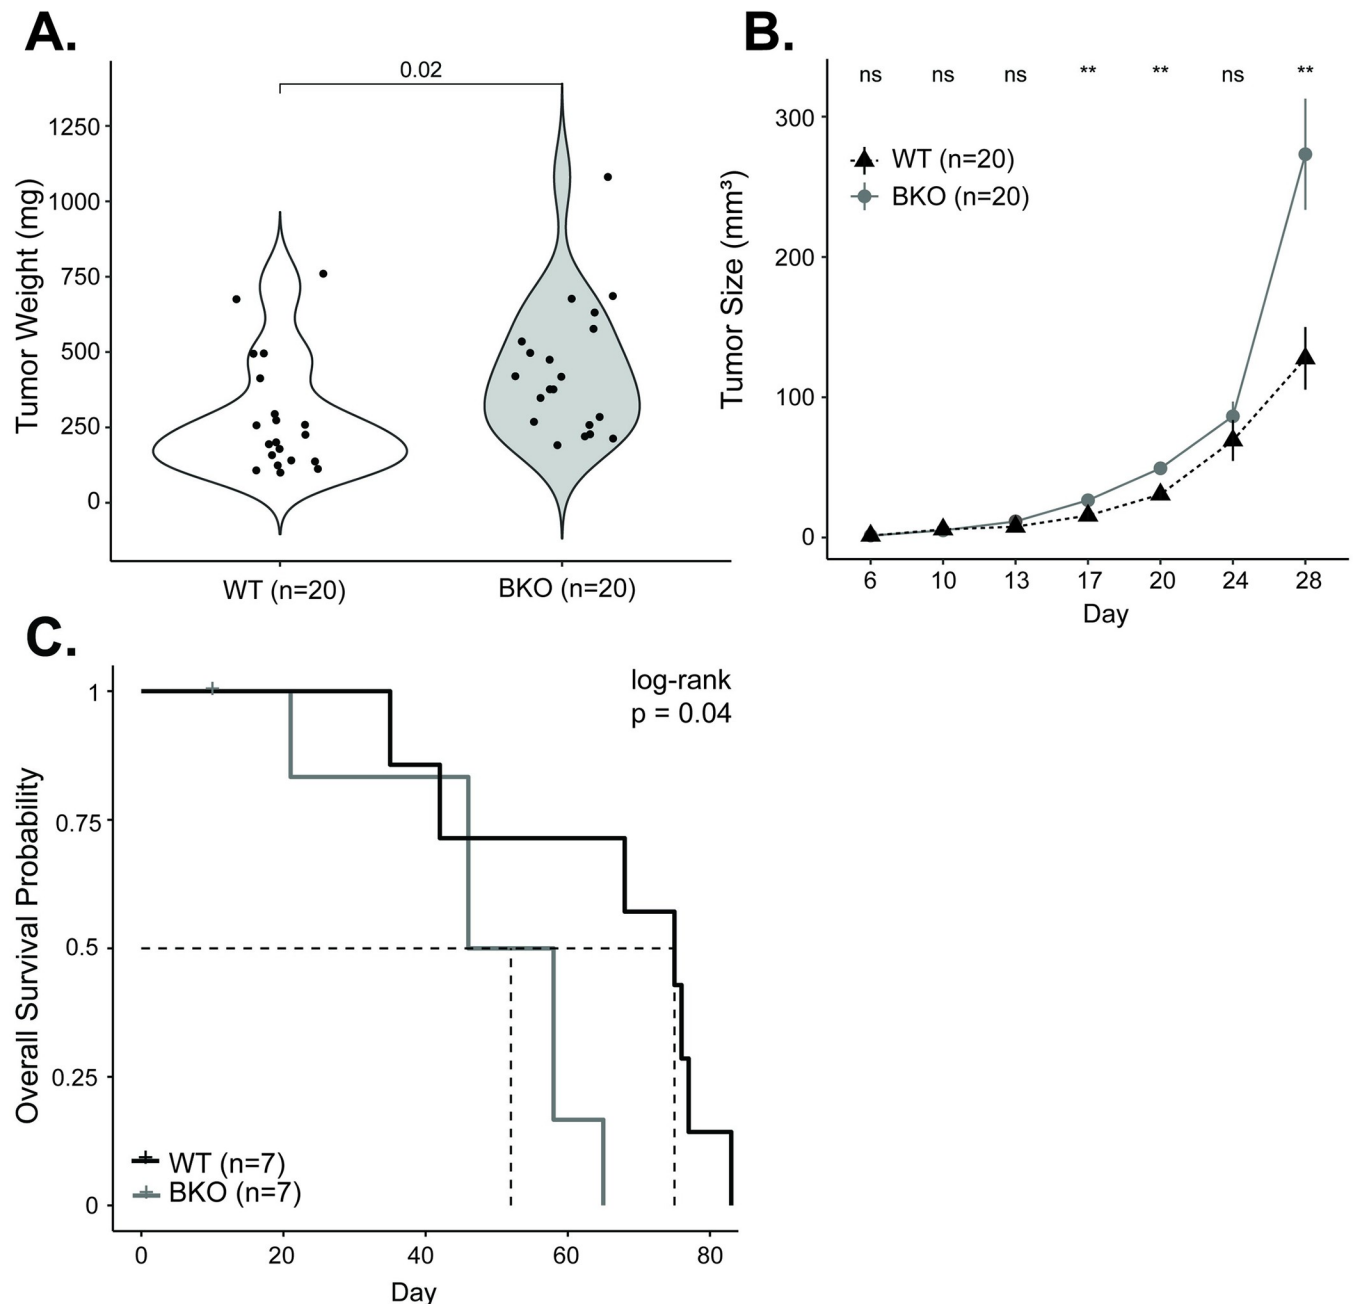 A.
0.02
Tumor Weight (mg)
1250
1000
750
500
250
0
WT (n=20)
BKO (n=20)
B.
ns
ns
ns
**
**
ns
**
WT (n=20)
BKO (n=20)
Tumor Size (mm³)
300
200
100
0
6
10
13
17
20
24
28
Day
C.
log-rank
p = 0.04
Overall Survival Probability
1
0.75
0.5
0.25
0
WT (n=7)
BKO (n=7)
0
20
40
60
80
Day